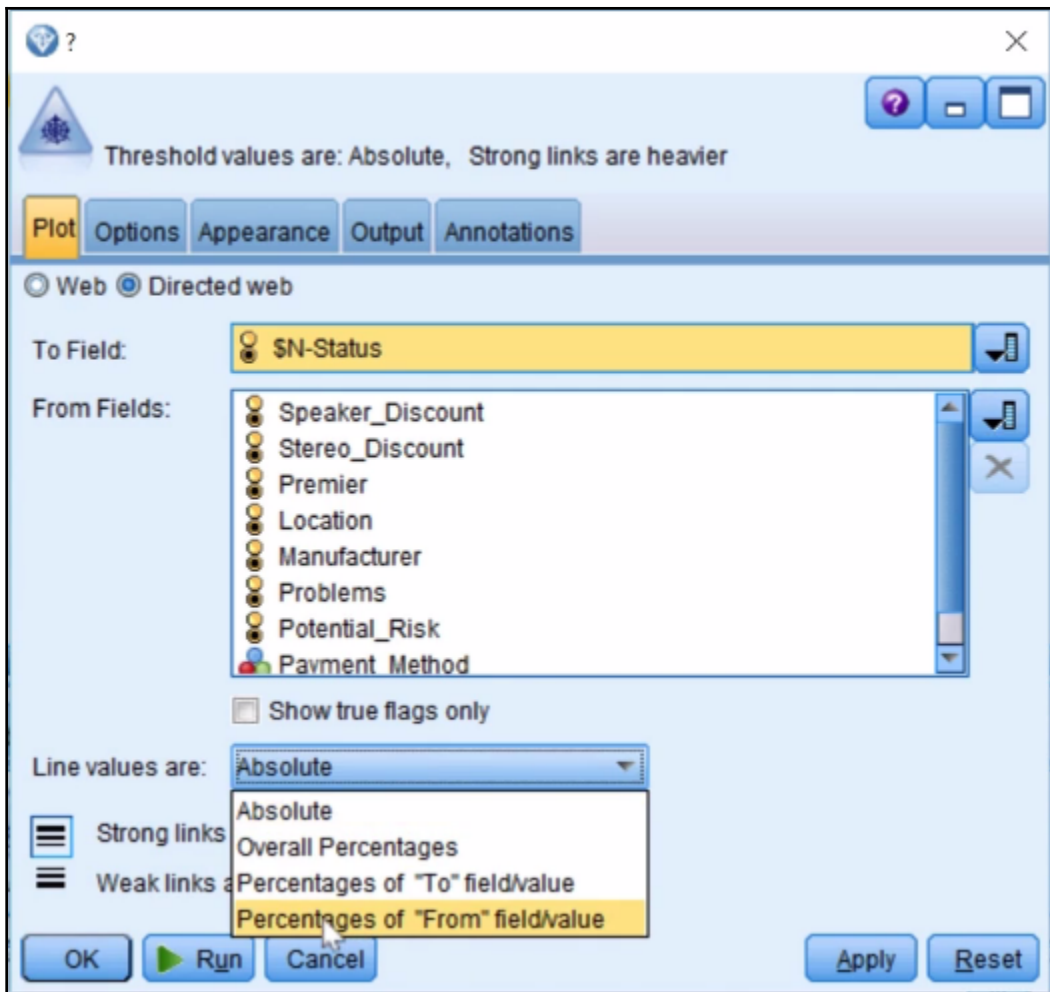 ?
Threshold values are: Absolute, Strong links are heavier
Plot Options Appearance Output Annotations
Web Directed web
To Field: $N-Status
From Fields:
Speaker_Discount
Stereo_Discount
Premier
Location
Manufacturer
Problems
Potential_Risk
Payment_Method
Show true flags only
Line values are: Absolute
Absolute
Strong links
Overall Percentages
Weak links a
Percentages of "To" field/value
Percentages of "From" field/value
OK Run Cancel Apply Reset